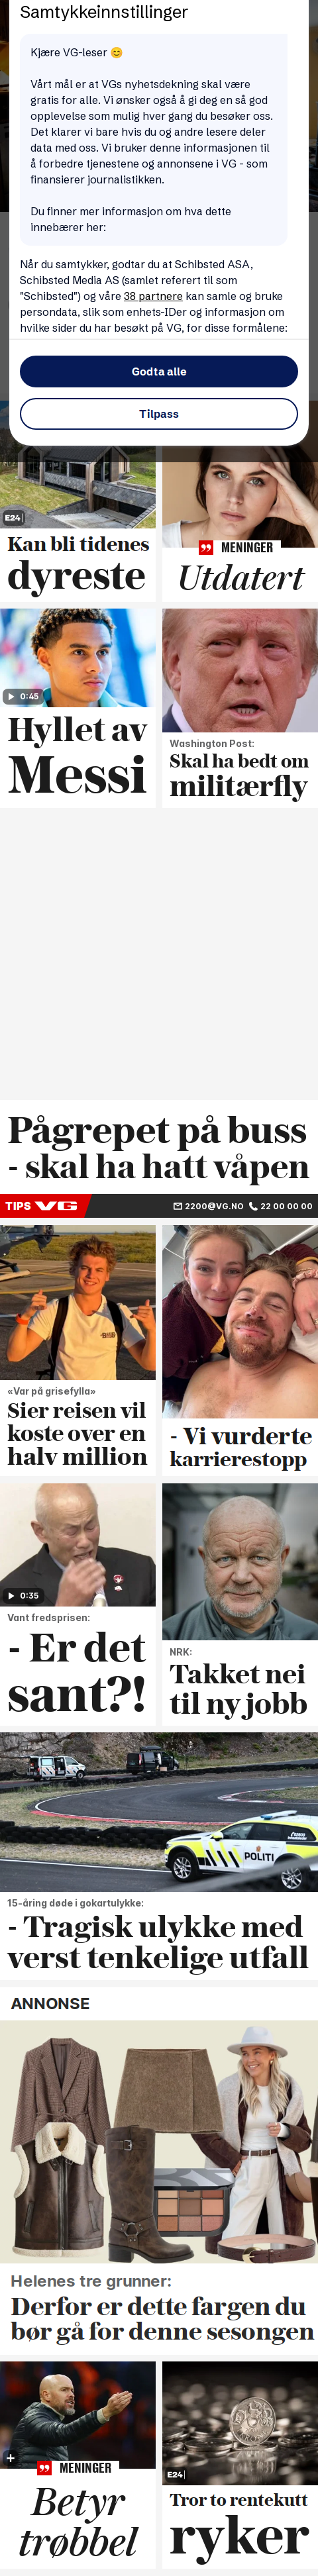 Samtykkeinnstillinger
Kjære VG-leser 😊
Vårt mål er at VGs nyhetsdekning skal være
gratis for alle. Vi ønsker også å gi deg en så god
opplevelse som mulig hver gang du besøker oss.
Det klarer vi bare hvis du og andre lesere deler
data med oss. Vi bruker denne informasjonen til
å forbedre tjenestene og annonsene i VG - som
finansierer journalistikken.
Du finner mer informasjon om hva dette
innebærer her:
Når du samtykker, godtar du at Schibsted ASA,
Schibsted Media AS (samlet referert til som
"Schibsted") og våre 38 partnere kan samle og bruke
persondata, slik som enhets-IDer og informasjon om
hvilke sider du har besøkt på VG, for disse formålene:
Godta alle
Tilpass
E24
Kan bli tidenes
dyreste
MENINGER
Utdatert
0:45
Hyllet av
Messi
Washington Post:
Skal ha bedt om
militærfly
Pågrepet på buss
- skal ha hatt våpen
TIPS VG
2200@VG.NO
22 00 00 00
«Var på grisefylla»
Sier reisen vil
koste over en
halv million
- Vi vurderte
karrierestopp
0:35
Vant fredsprisen:
- Er det
sant?!
NRK:
Takket nei
til ny jobb
POLITI
15-åring døde i gokartulykke:
- Tragisk ulykke med
verst tenkelige utfall
ANNONSE
Helenes tre grunner:
Derfor er dette fargen du
bør gå for denne sesongen
MENINGER
Betyr
trøbbel
E24
Tror to rentekutt
ryker